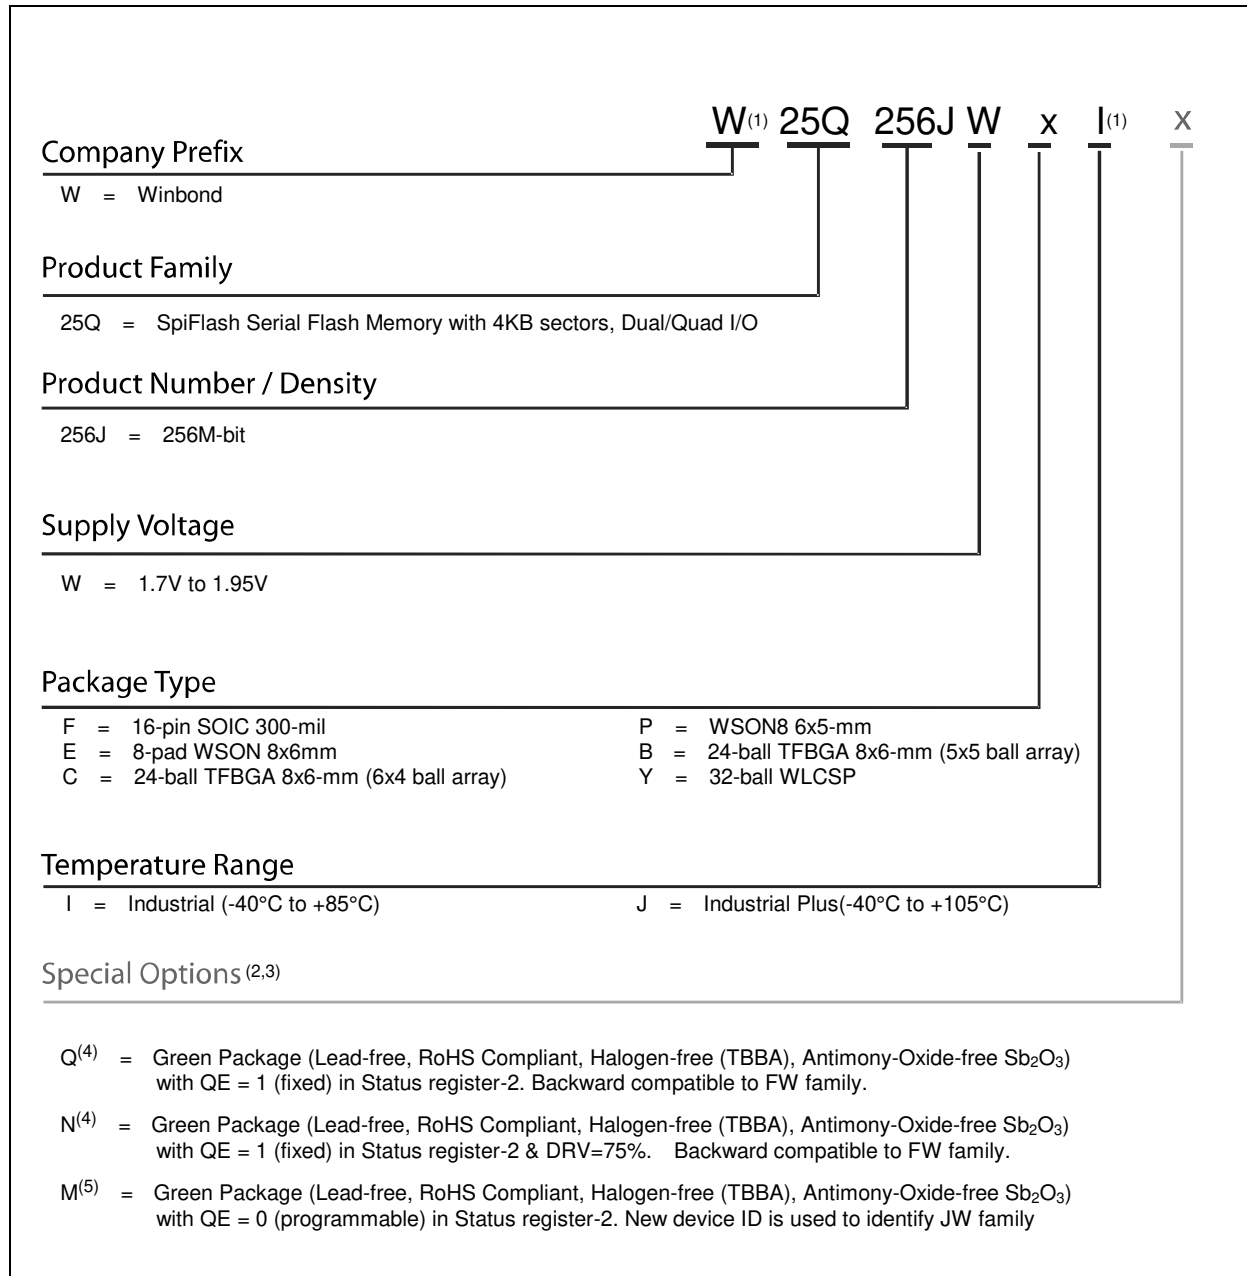 W(1) 25Q 256J W x I(1) x
Company Prefix
W = Winbond
Product Family
25Q = SpiFlash Serial Flash Memory with 4KB sectors, Dual/Quad I/O
Product Number / Density
256J = 256M-bit
Supply Voltage
W = 1.7V to 1.95V
Package Type
F = 16-pin SOIC 300-mil P = WSON8 6x5-mm
E = 8-pad WSON 8x6mm B = 24-ball TFBGA 8x6-mm (5x5 ball array)
C = 24-ball TFBGA 8x6-mm (6x4 ball array) Y = 32-ball WLCSP
Temperature Range
I = Industrial (-40°C to +85°C) J = Industrial Plus(-40°C to +105°C)
Special Options (2,3)
Q(4) = Green Package (Lead-free, RoHS Compliant, Halogen-free (TBBA), Antimony-Oxide-free Sb2O3)
with QE = 1 (fixed) in Status register-2. Backward compatible to FW family.
N(4) = Green Package (Lead-free, RoHS Compliant, Halogen-free (TBBA), Antimony-Oxide-free Sb2O3)
with QE = 1 (fixed) in Status register-2 & DRV=75%. Backward compatible to FW family.
M(5) = Green Package (Lead-free, RoHS Compliant, Halogen-free (TBBA), Antimony-Oxide-free Sb2O3)
with QE = 0 (programmable) in Status register-2. New device ID is used to identify JW family